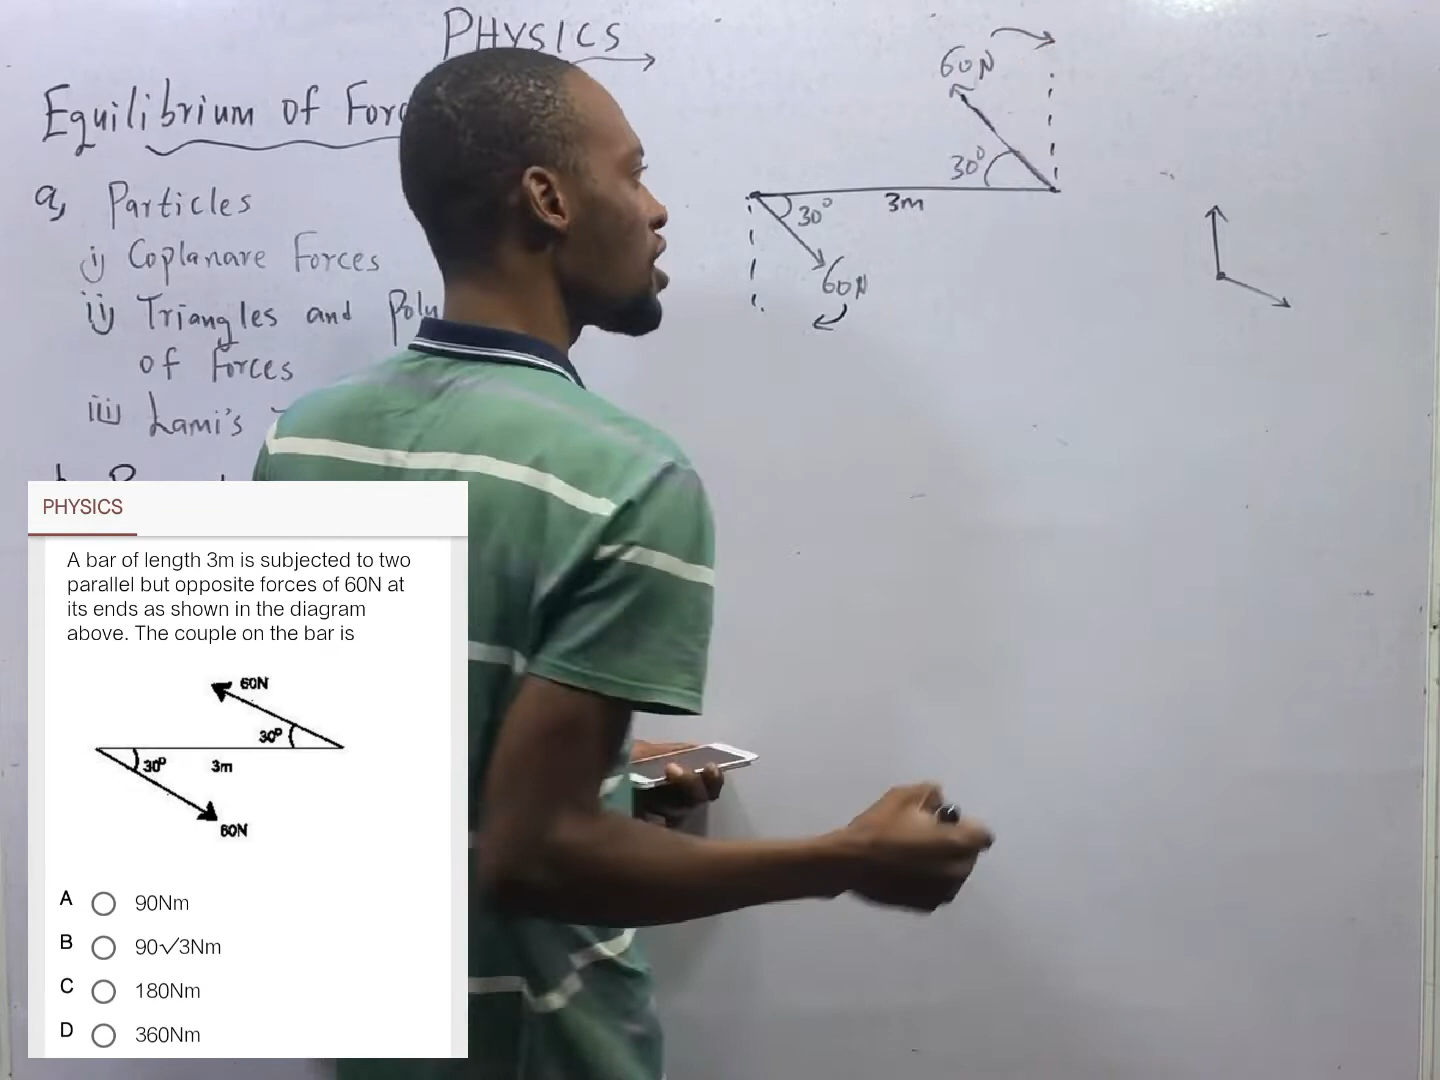 PHYSICS
Equilibrium of Forc
a, Particles
i) Coplanare Forces
ii) Triangles and Poly
of forces
iii) Lami's
60N
30°
30°
3m
60N
PHYSICS
A bar of length 3m is subjected to two
parallel but opposite forces of 60N at
its ends as shown in the diagram
above. The couple on the bar is
60N
30°
30°
3m
60N
A 90Nm
B 90√3Nm
C 180Nm
D 360Nm